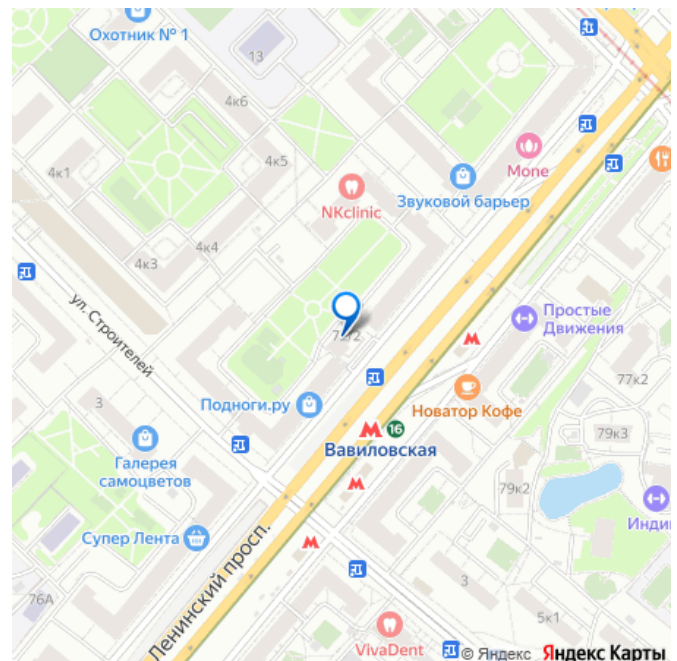 Охотник № 1
13
4к6
4к5
4к1
Mone
NKclinic
Звуковой барьер
4к4
4к3
ул. Строителей
Простые
Движения
Подноги.ру
3
Новатор Кофе
77к2
16
Вавиловская
79к3
Галерея
самоцветов
79к2
Супер Лента
Ленинский просп.
3
76А
5к1
VivaDent
© Яндекс
Яндекс Карты